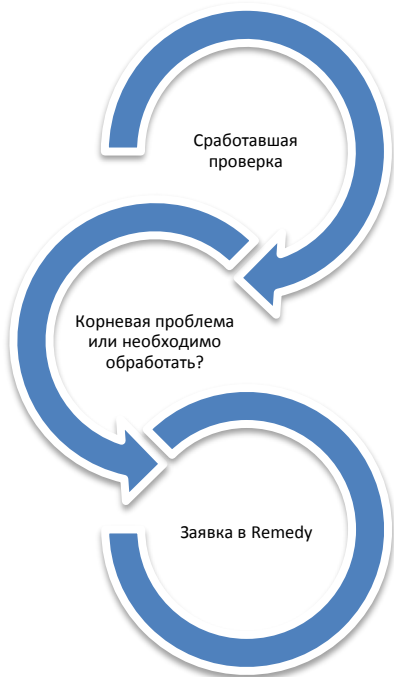 Сработавшая
проверка
Корневая проблема
или необходимо
обработать?
Заявка в Remedy